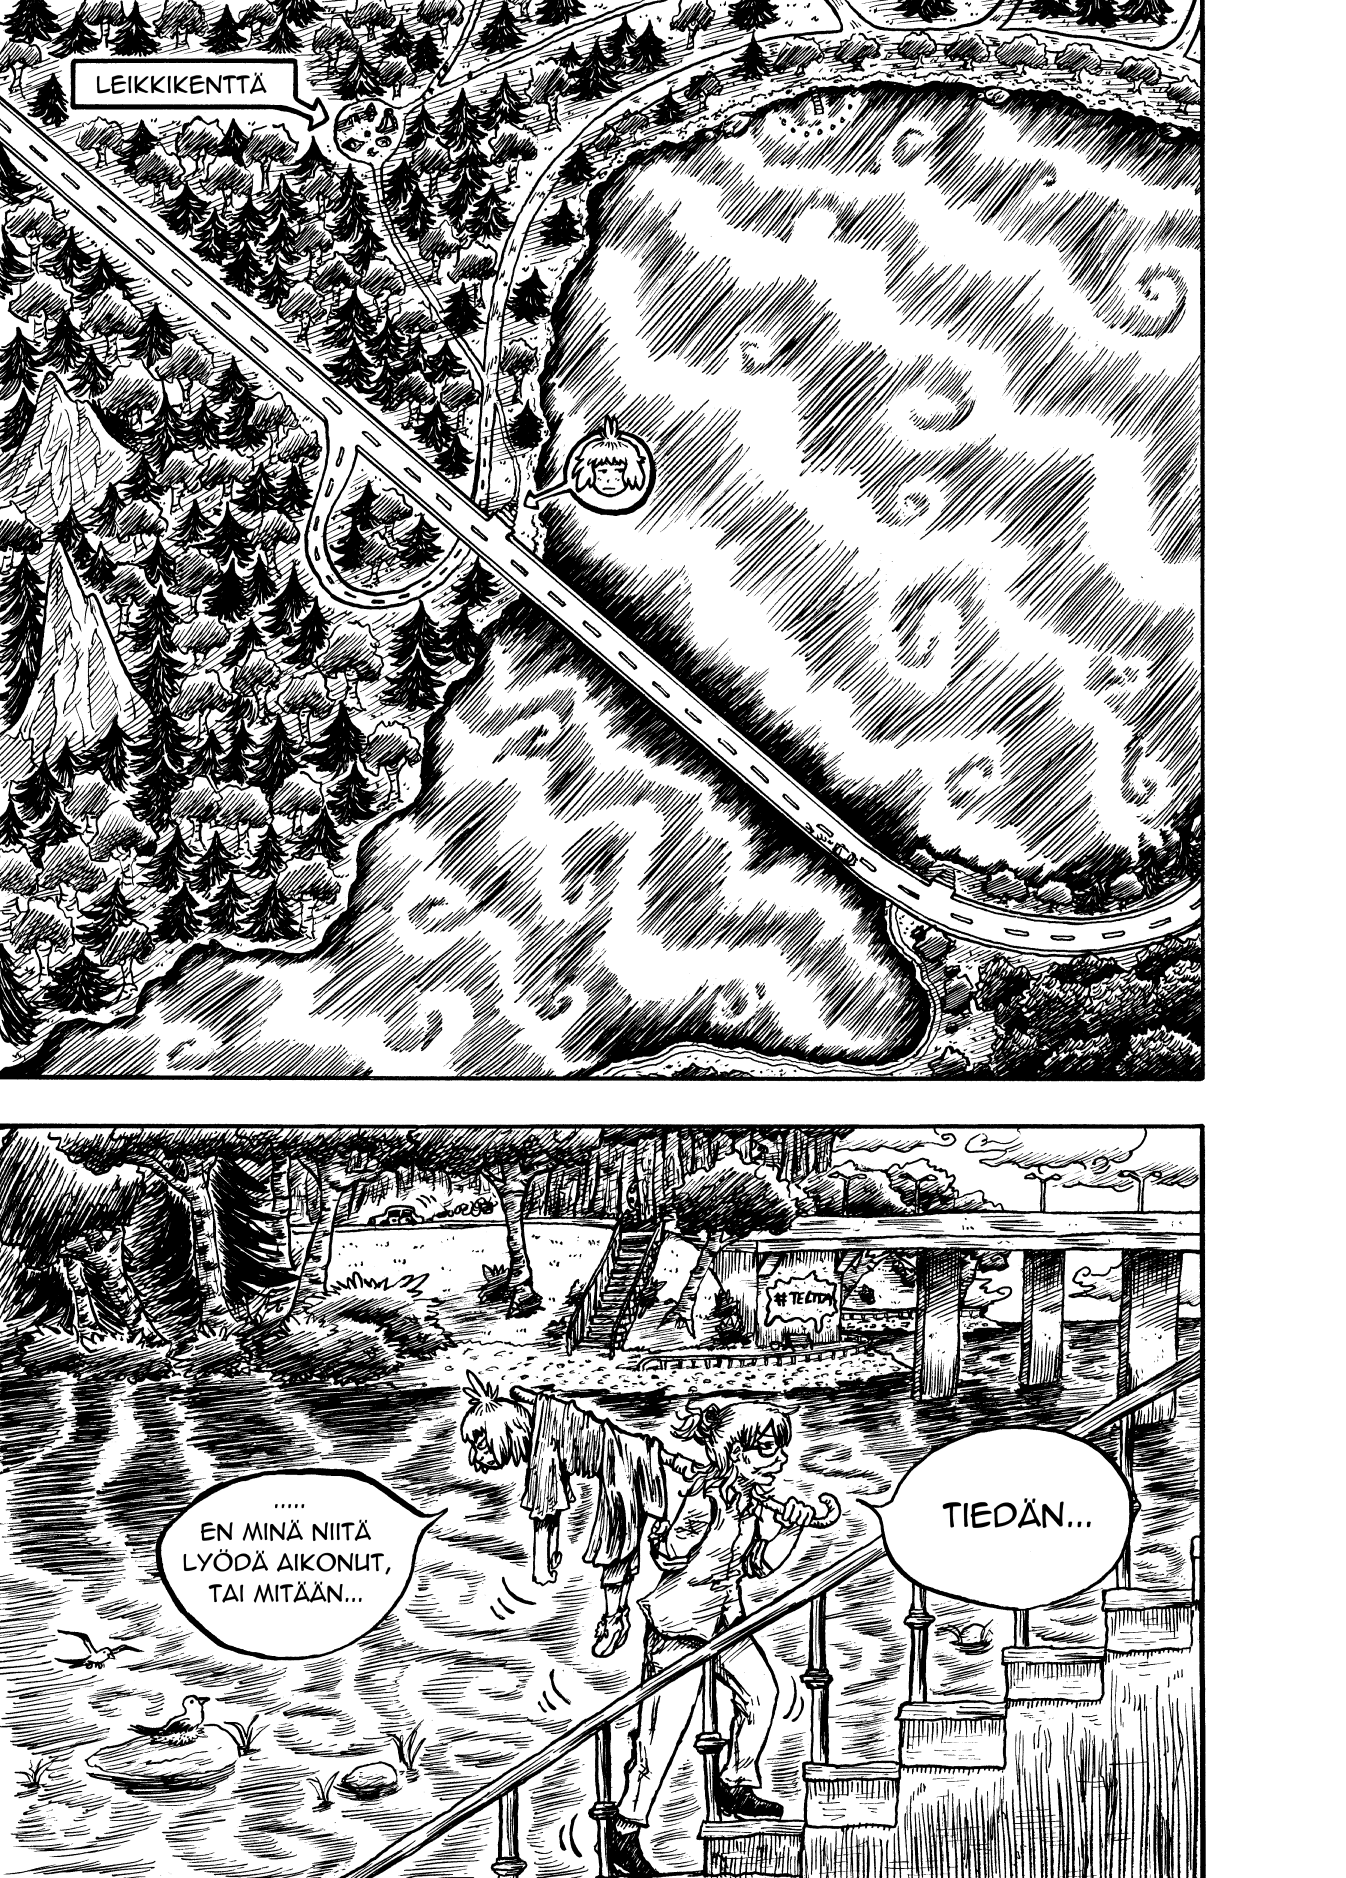 LEIKKIKENTTÄ
.....
EN MINÄ NIITÄ
LYÖDÄ AIKONUT,
TAI MITÄÄN...
TIEDÄN...